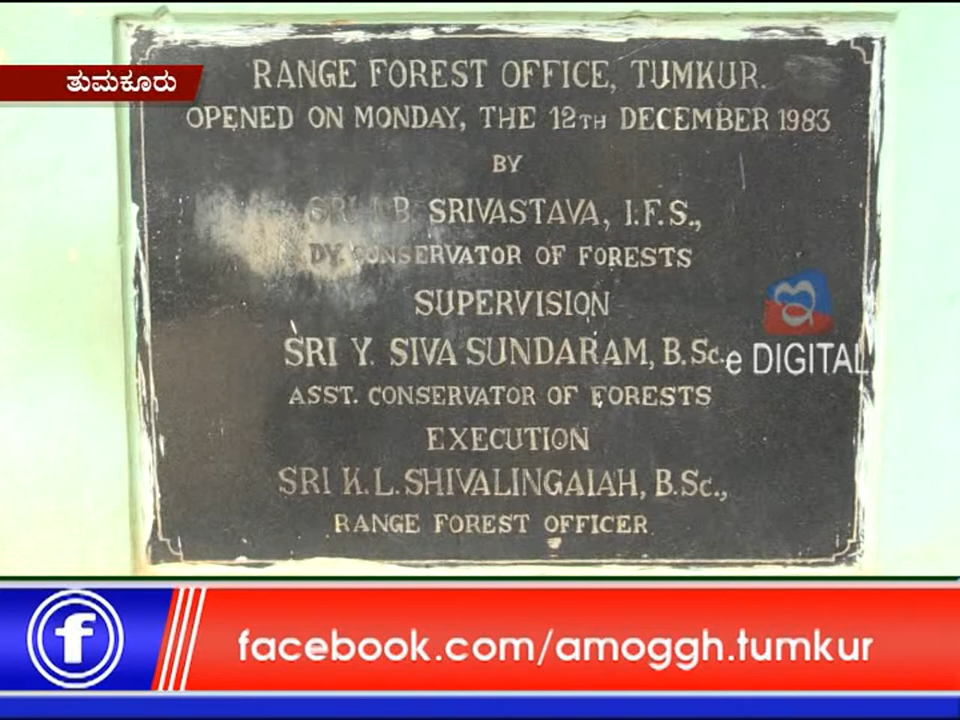 ತುಮಕೂರು
RANGE FOREST OFFICE, TUMKUR.
OPENED ON MONDAY, THE 12TH DECEMBER 1983
BY
SRI B. SRIVASTAVA, I.F.S.,
DY. CONSERVATOR OF FORESTS
SUPERVISION
SRI Y. SIVA SUNDARAM, B.Sc.
ASST. CONSERVATOR OF FORESTS
EXECUTION
SRI K.L. SHIVALINGAIAH, B.Sc.,
RANGE FOREST OFFICER
e DIGITAL
f facebook.com/amoggh.tumkur